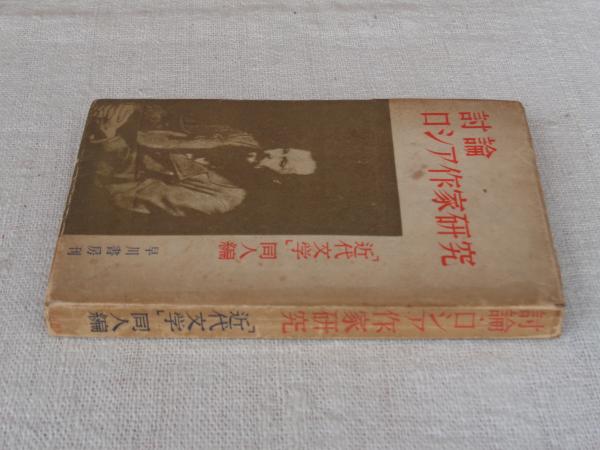 討論
ロシア作家研究
「近代文学」同人編
早川書房刊
討論・ロシア作家研究
「近代文学」同人編